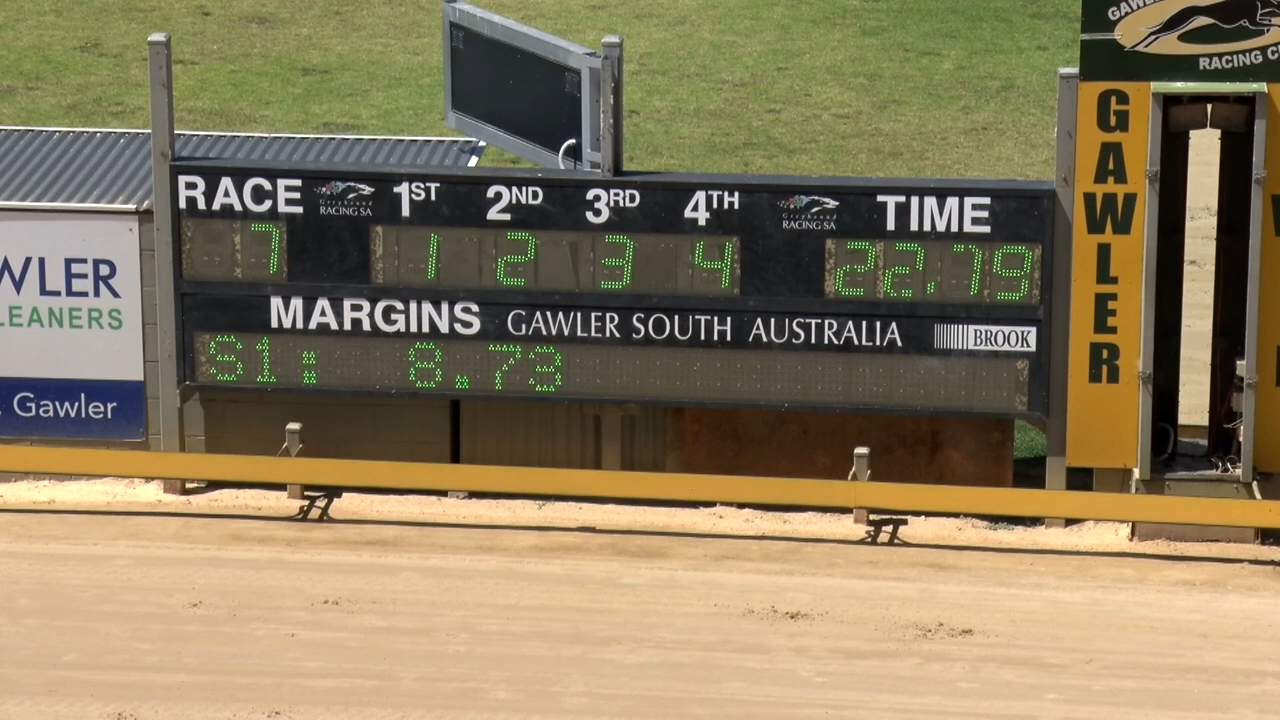 GAWLER
RACING C
GAWLER
RACE Greyhound RACING SA 1ST 2ND 3RD 4TH Greyhound RACING SA TIME
7 1 2 3 4 22.79
MARGINS GAWLER SOUTH AUSTRALIA BROOK
S1: 8.73
WLER
LEANERS
, Gawler